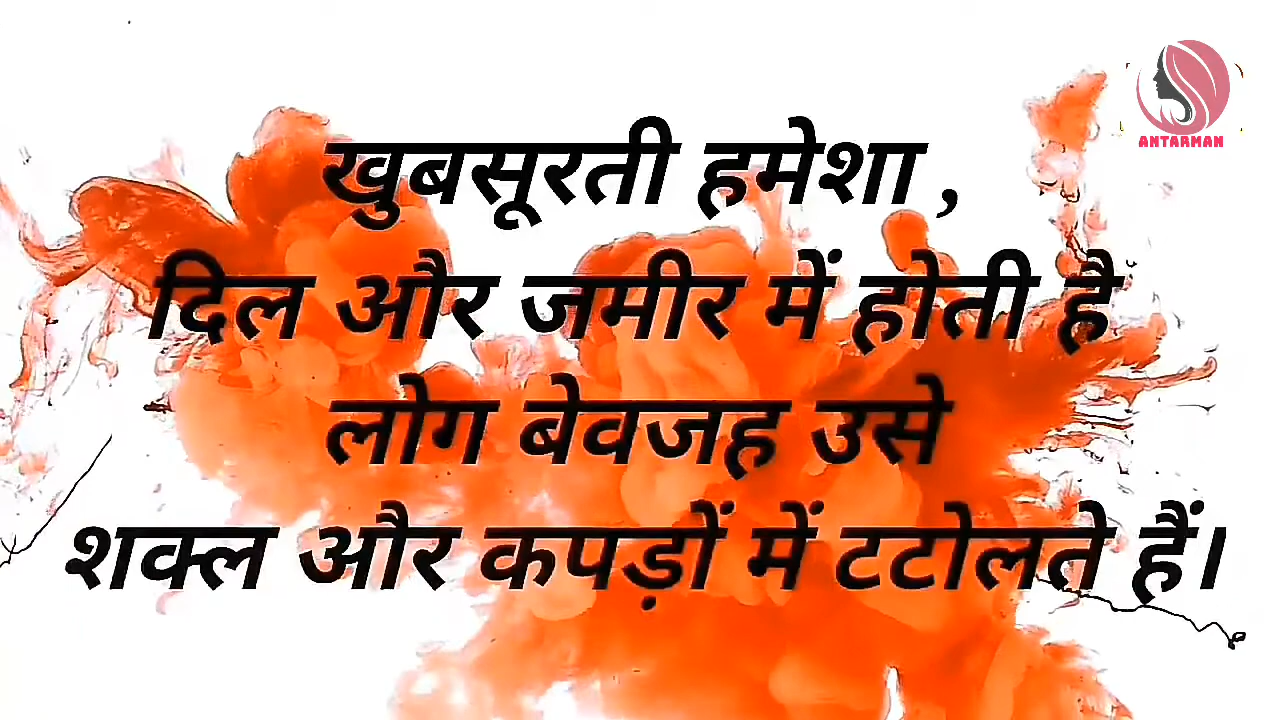 ANTARMAN
खुबसूरती हमेशा ,
दिल और जमीर में होती है
लोग बेवजह उसे
शक्ल और कपड़ों में टटोलते हैं।